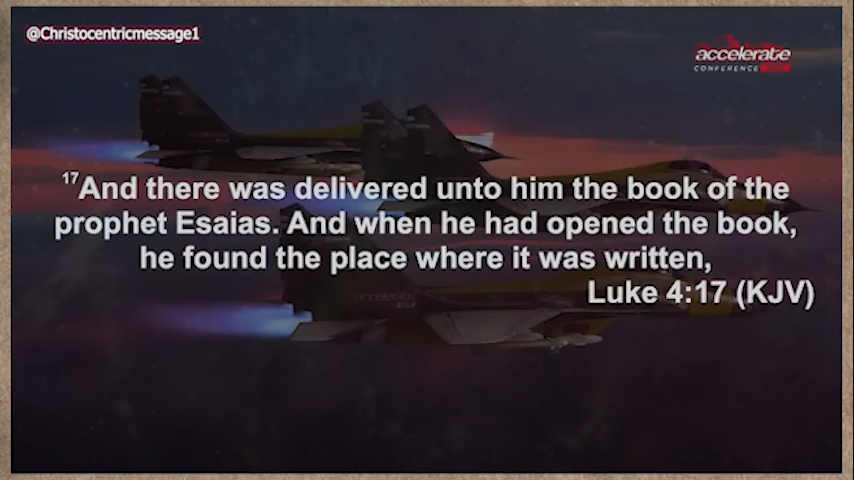 @Christocentricmessage1
accelerate
CONFERENCE
17And there was delivered unto him the book of the
prophet Esaias. And when he had opened the book,
he found the place where it was written,
Luke 4:17 (KJV)
accelerate